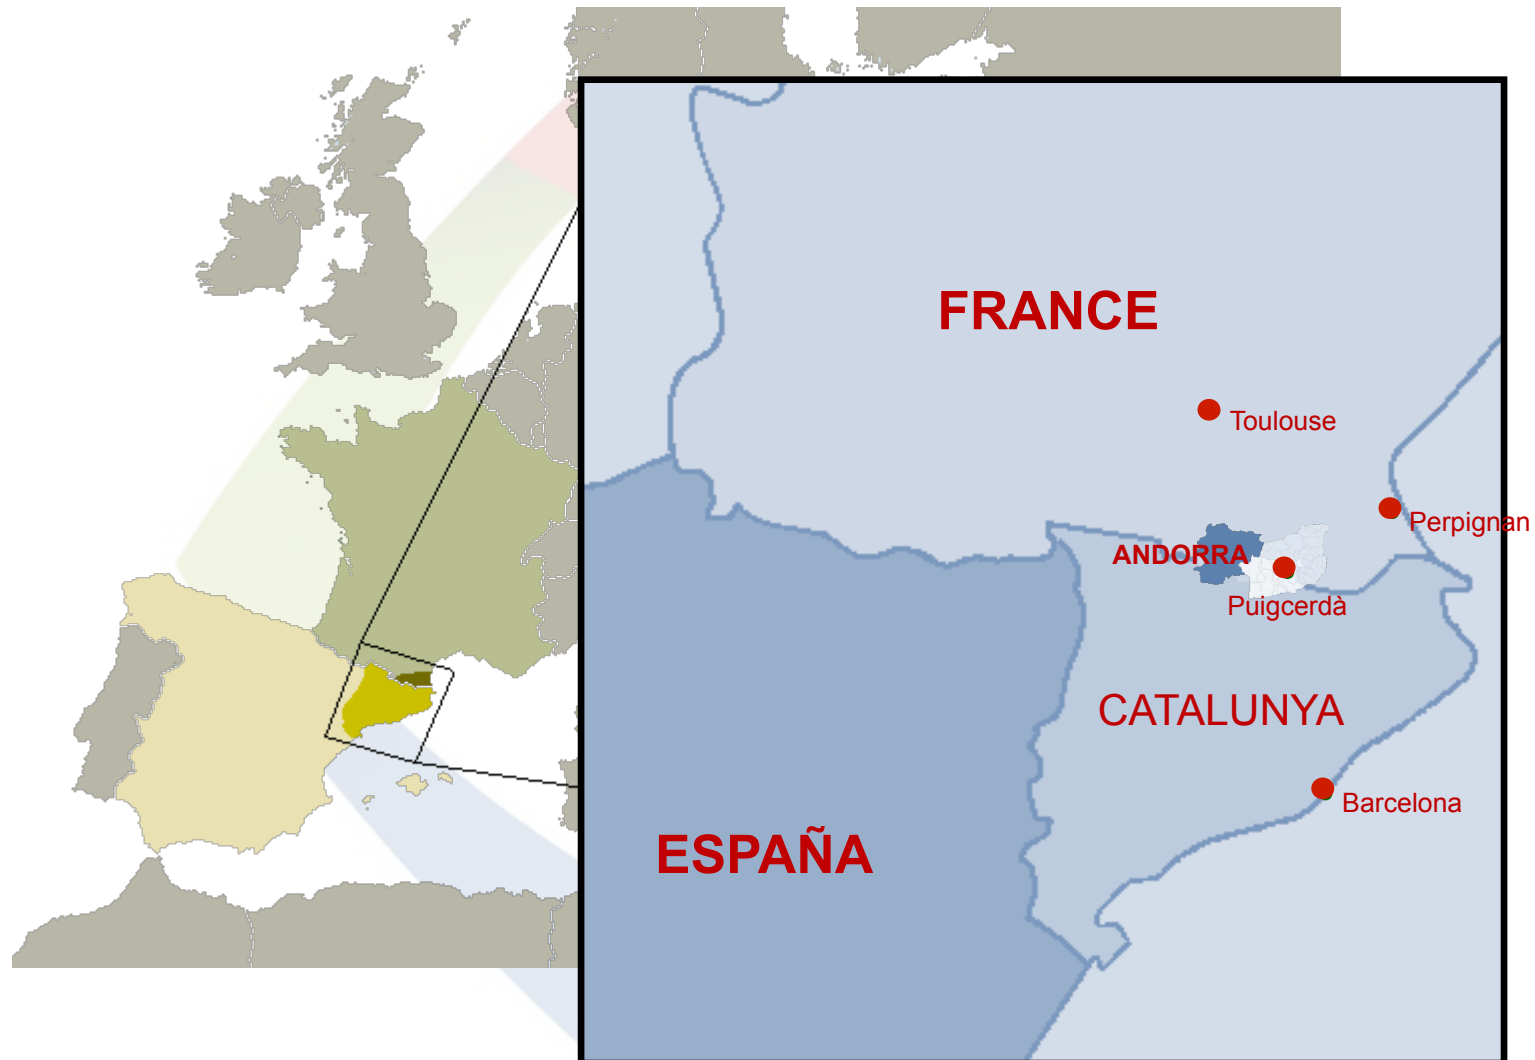 FRANCE
Toulouse
Perpignan
ANDORRA
Puigcerdà
CATALUNYA
Barcelona
ESPAÑA